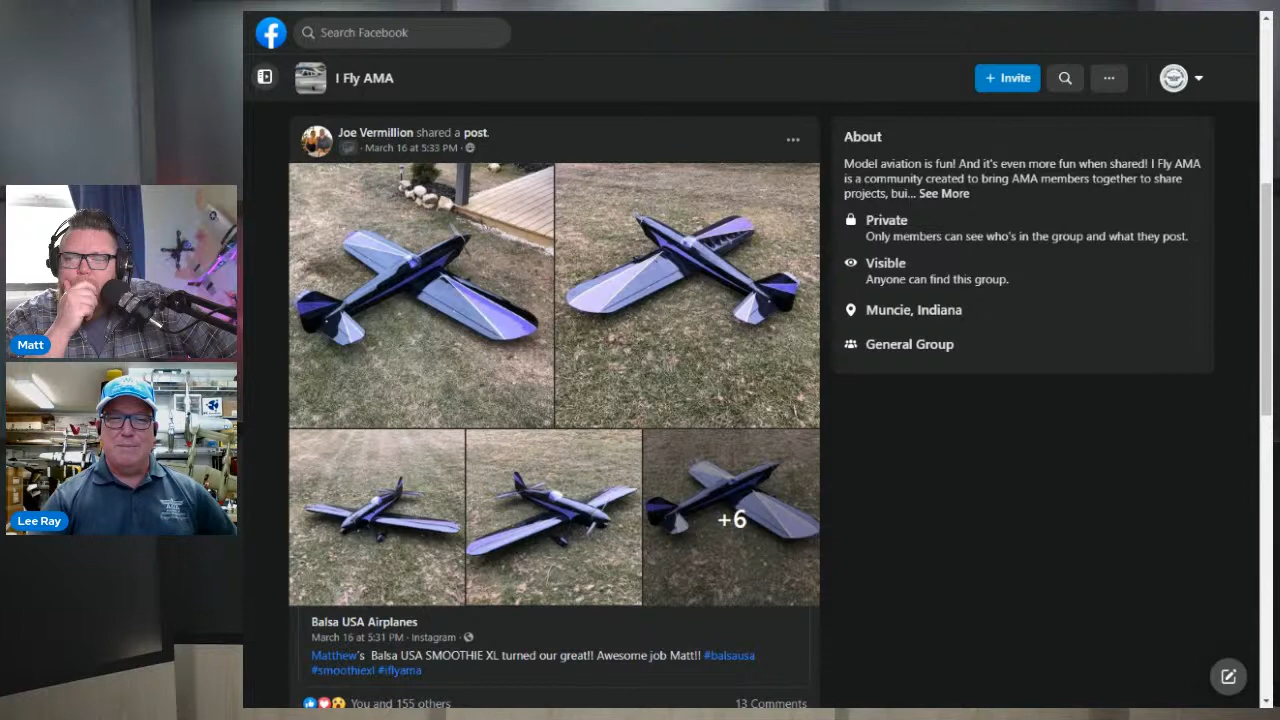 Search Facebook
I Fly AMA
+ Invite
Joe Vermillion shared a post.
· March 16 at 5:33 PM ·
+6
Balsa USA Airplanes
March 16 at 5:31 PM · Instagram ·
Matthew's Balsa USA SMOOTHIE XL turned our great!! Awesome job Matt!! #balsausa
#smoothiexl #iflyama
You and 155 others
13 Comments
About
Model aviation is fun! And it's even more fun when shared! I Fly AMA
is a community created to bring AMA members together to share
projects, bui... See More
Private
Only members can see who's in the group and what they post.
Visible
Anyone can find this group.
Muncie, Indiana
General Group
Matt
Lee Ray